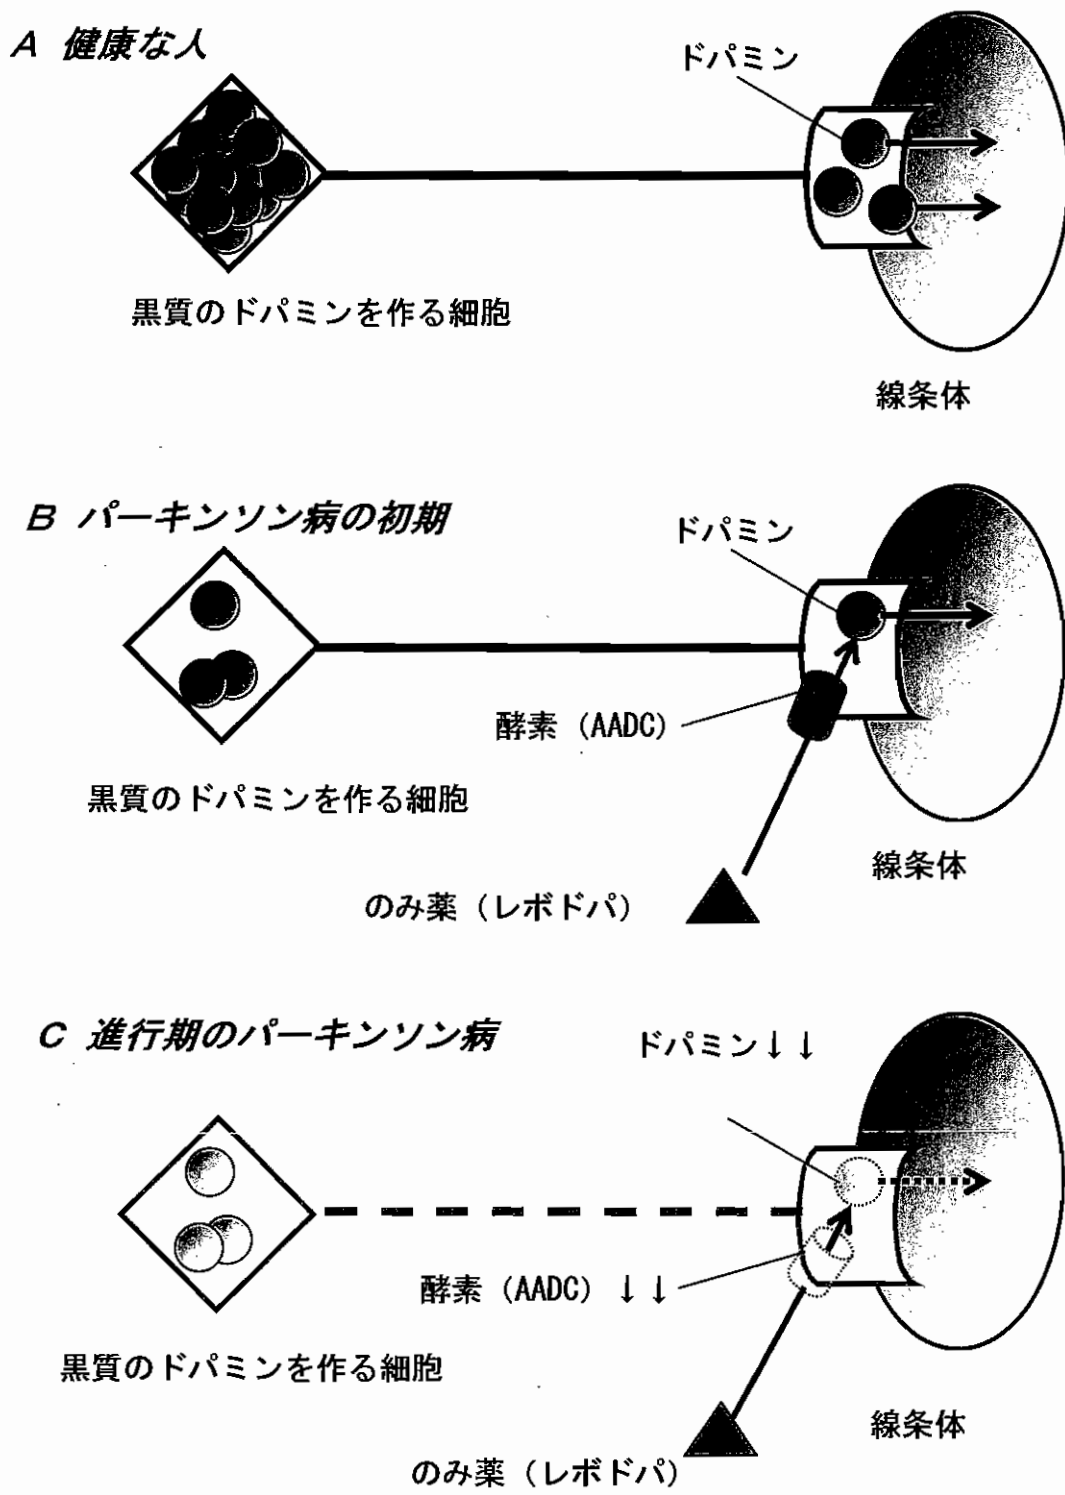 A 健康な人
ドパミン
黒質のドパミンを作る細胞
線条体
B パーキンソン病の初期
ドパミン
酵素（AADC）
黒質のドパミンを作る細胞
線条体
のみ薬（レボドパ）
C 進行期のパーキンソン病
ドパミン↓↓
酵素（AADC）↓↓
黒質のドパミンを作る細胞
線条体
のみ薬（レボドパ）